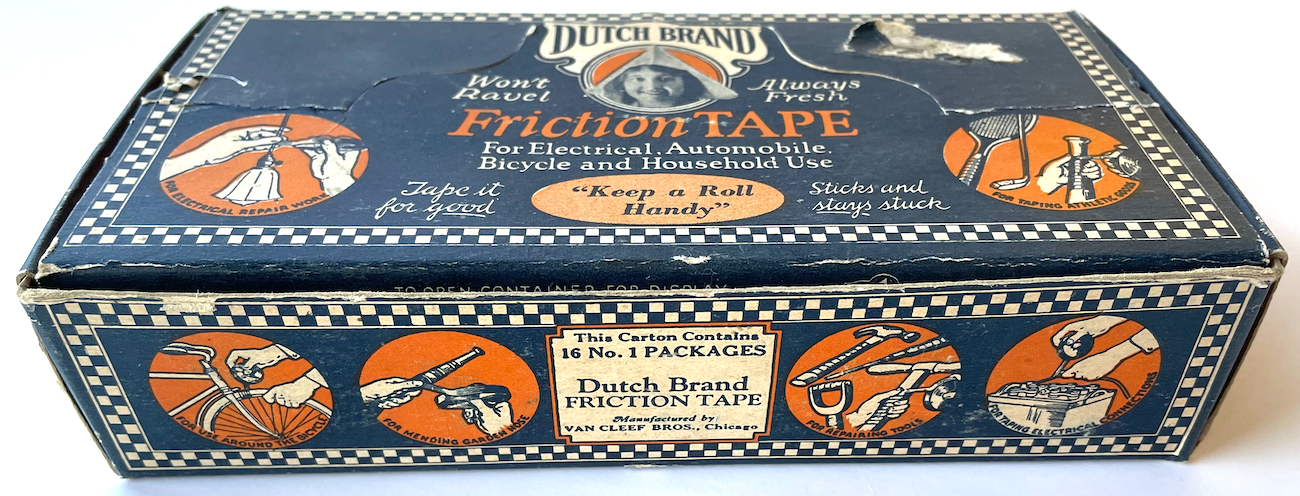 DUTCH BRAND
Won't
Ravel
Always
Fresh
Friction TAPE
For Electrical, Automobile,
Bicycle and Household Use
FOR ELECTRICAL REPAIR WORK
Tape it
for good
"Keep a Roll
Handy"
Sticks and
stays stuck
FOR TAPING ATHLETIC GOODS
TO OPEN CONTAINER FOR DISPLAY
FOR USE AROUND THE BICYCLE
FOR MENDING GARDEN HOSE
This Carton Contains
16 No. 1 PACKAGES
Dutch Brand
FRICTION TAPE
Manufactured by
VAN CLEEF BROS., Chicago
FOR REPAIRING TOOLS
FOR TAPING ELECTRICAL CONNECTIONS